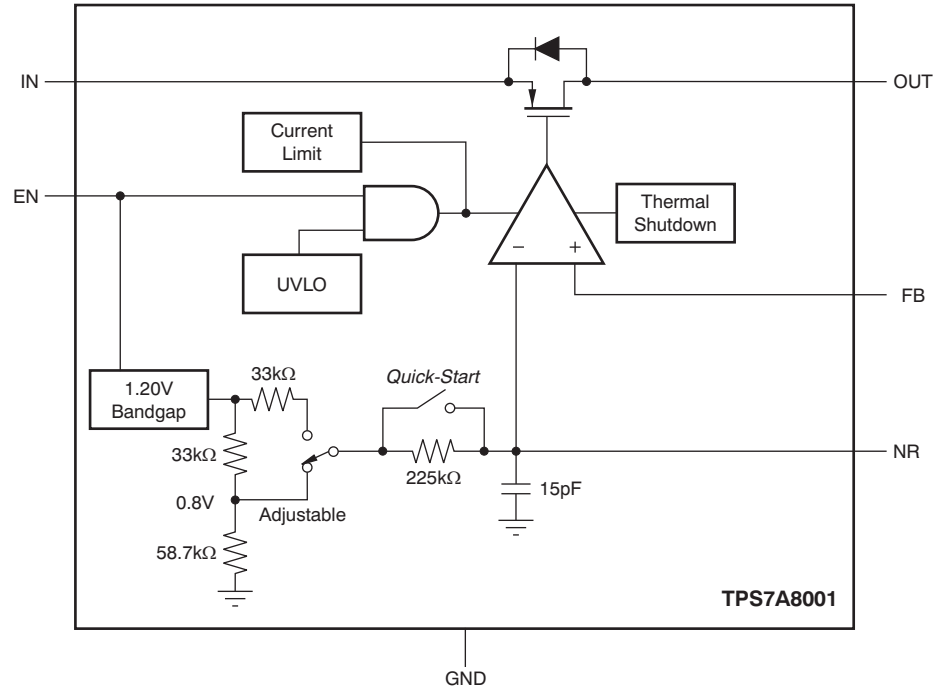 IN
OUT
Current
Limit
EN
Thermal
Shutdown
− +
UVLO
FB
1.20V
Bandgap
33kΩ
Quick-Start
33kΩ
225kΩ
NR
0.8V
Adjustable
15pF
58.7kΩ
TPS7A8001
GND